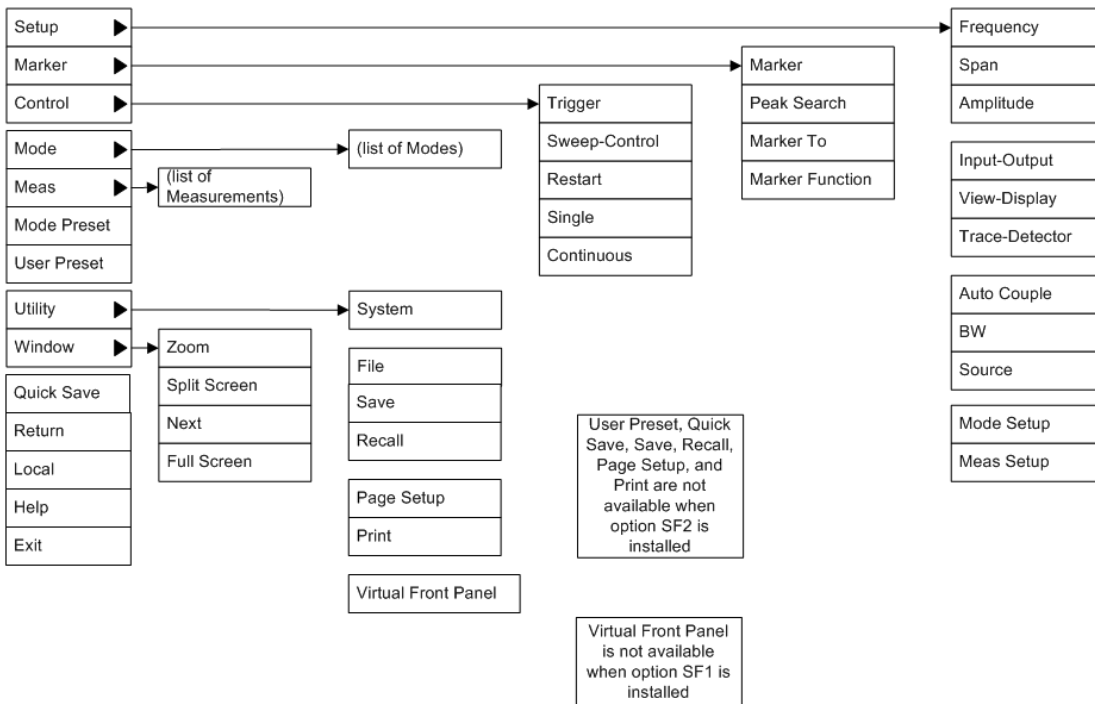 Setup
Marker
Control
Mode
Meas
Mode Preset
User Preset
Utility
Window
Quick Save
Return
Local
Help
Exit
(list of
Measurements)
Zoom
Split Screen
Next
Full Screen
(list of Modes)
System
File
Save
Recall
Page Setup
Print
Virtual Front Panel
Trigger
Sweep-Control
Restart
Single
Continuous
User Preset, Quick
Save, Save, Recall,
Page Setup, and
Print are not
available when
option SF2 is
installed
Virtual Front Panel
is not available
when option SF1 is
installed
Marker
Peak Search
Marker To
Marker Function
Frequency
Span
Amplitude
Input-Output
View-Display
Trace-Detector
Auto Couple
BW
Source
Mode Setup
Meas Setup